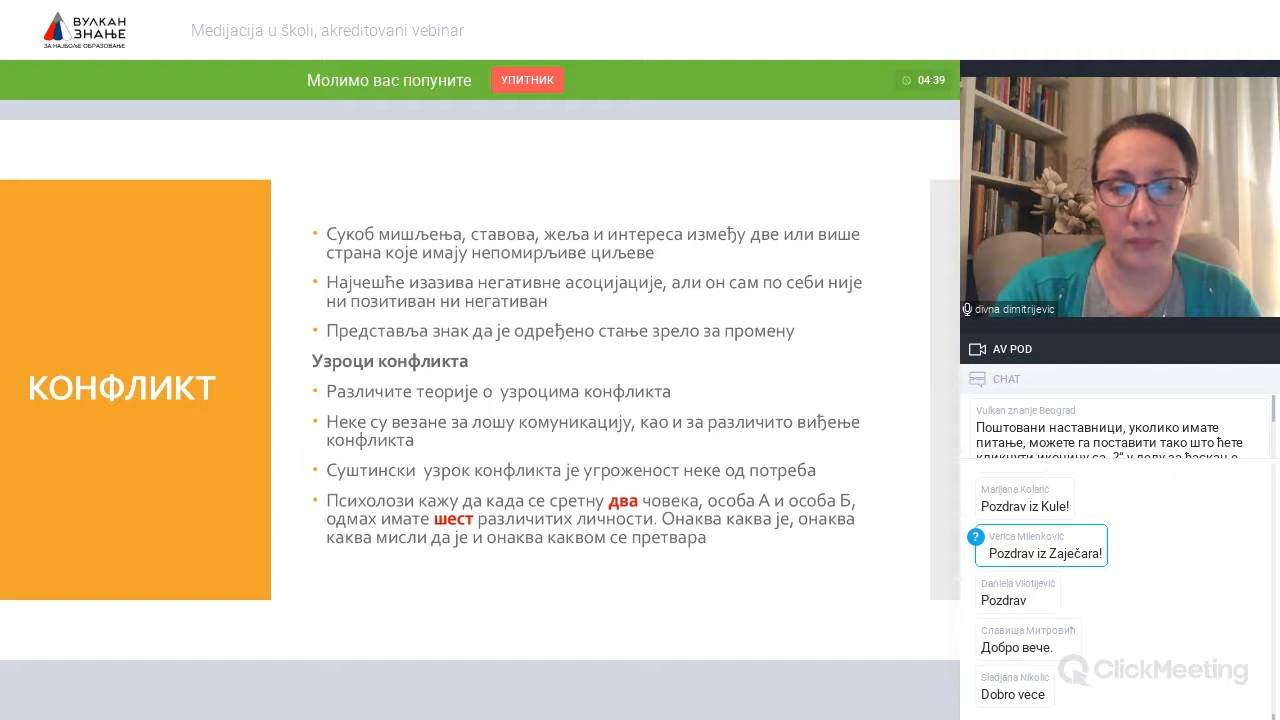 ВУЛКАН
ЗНАЊЕ
ЗА НАЈБОЉЕ ОБРАЗОВАЊЕ
Medijacija u školi, akreditovani vebinar
Молимо вас попуните
УПИТНИК
04:39
КОНФЛИКТ
• Сукоб мишљења, ставова, жеља и интереса између две или више
страна које имају непомирљиве циљеве
• Најчешће изазива негативне асоцијације, али он сам по себи није
ни позитиван ни негативан
• Представља знак да је одређено стање зрело за промену
Узроци конфликта
• Различите теорије о  узроцима конфликта
• Неке су везане за лошу комуникацију, као и за различито виђење
конфликта
• Суштински  узрок конфликта је угроженост неке од потреба
• Психолози кажу да када се сретну два човека, особа А и особа Б,
одмах имате шест различитих личности. Онаква каква је, онаква
каква мисли да је и онаква каквом се претвара
divna dimitrijevic
AV POD
CHAT
Vulkan znanje Beograd
Поштовани наставници, уколико имате
питање, можете га поставити тако што ћете
Marijana Kolarić
Pozdrav iz Kule!
?
Verica Milenković
Pozdrav iz Zaječara!
Daniela Vilotijević
Pozdrav
Славиша Митровић
Добро вече.
Sladjana Nikolic
Dobro vece
ClickMeeting